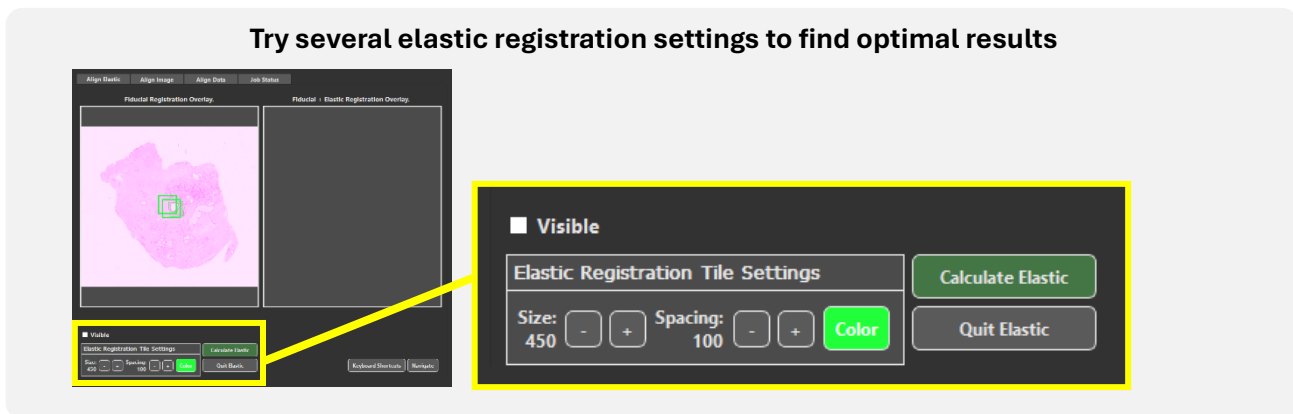 Try several elastic registration settings to find optimal results
Align Elastic Align Image Align Data Job Status
Fiducial Registration Overlay. Fiducial : Elastic Registration Overlay.
Visible
Elastic Registration Tile Settings Calculate Elastic
Size: 450 - + Spacing: 100 - + Color Quit Elastic
Keyboard Shortcuts Navigate
Visible
Elastic Registration Tile Settings
Calculate Elastic
Size: - + Spacing: - + Color
450 100
Quit Elastic